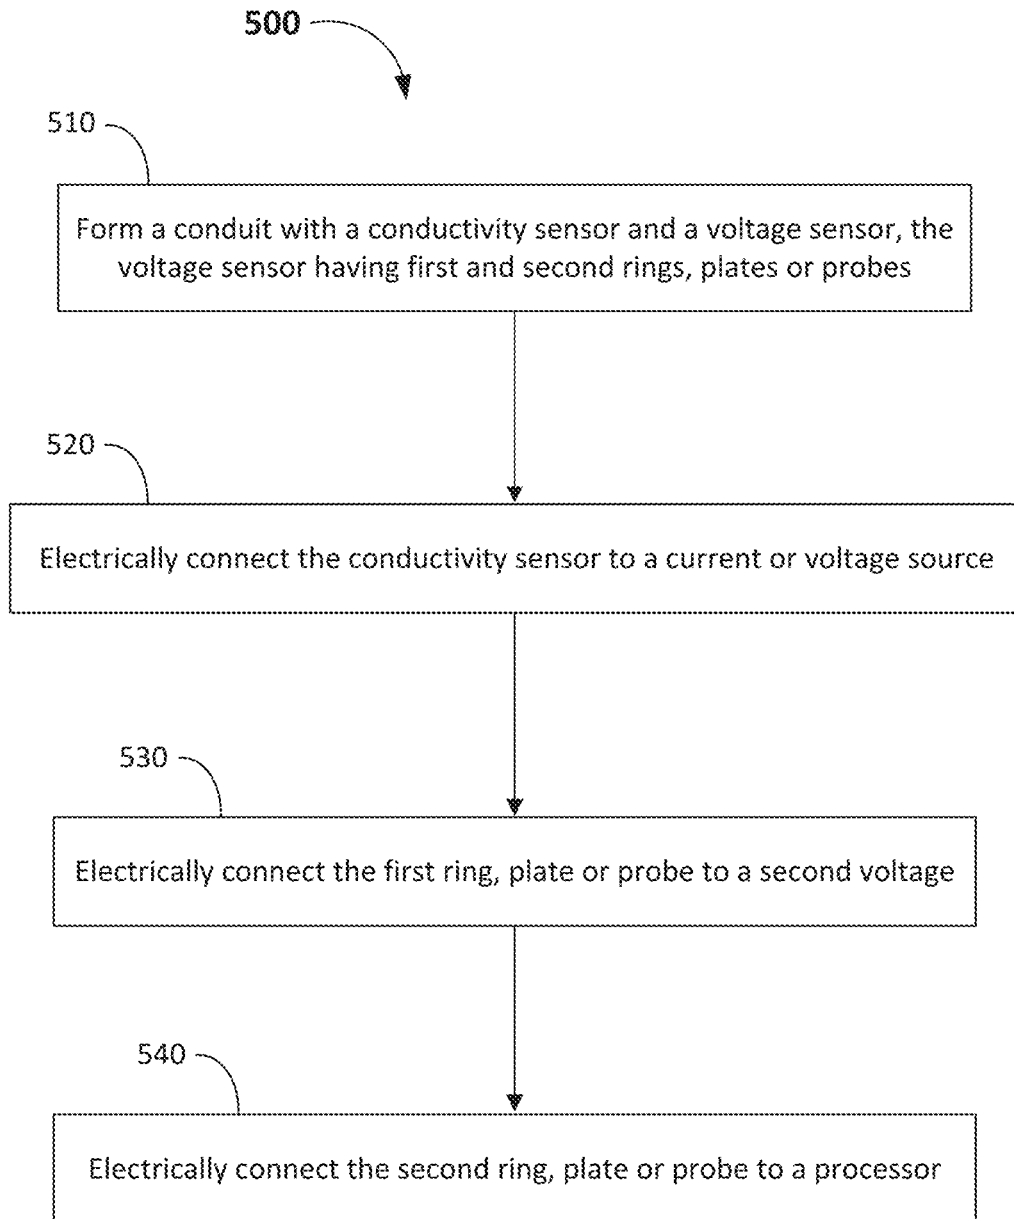 500
510
Form a conduit with a conductivity sensor and a voltage sensor, the
voltage sensor having first and second rings, plates or probes
520
Electrically connect the conductivity sensor to a current or voltage source
530
Electrically connect the first ring, plate or probe to a second voltage
540
Electrically connect the second ring, plate or probe to a processor